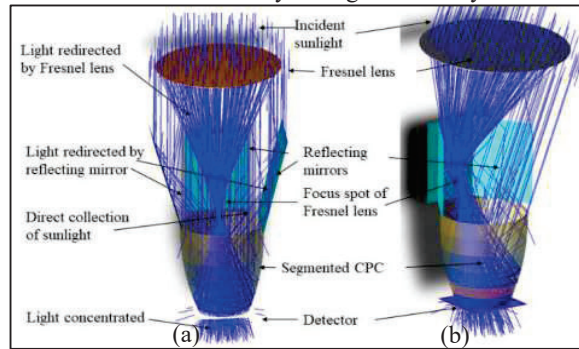 Incident
sunlight
Light redirected
by Fresnel lens
Fresnel lens
Light redirected by
reflecting mirror
Reflecting
mirrors
Focus spot of
Fresnel lens
Direct collection
of sunlight
Segmented CPC
Light concentrated
Detector
(a)
(b)